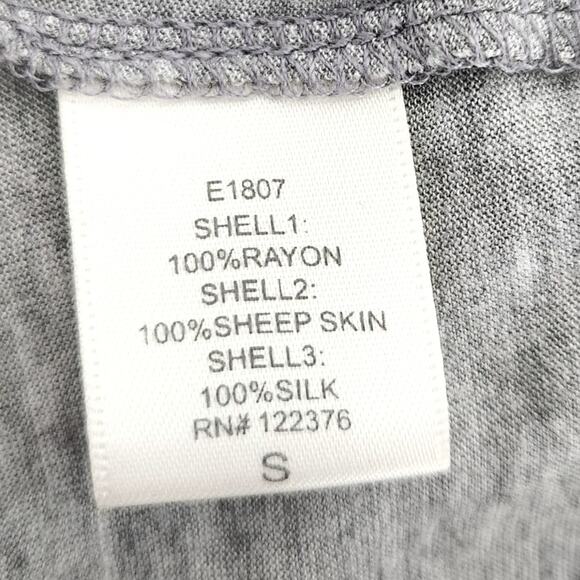 E1807
SHELL1:
100%RAYON
SHELL2:
100%SHEEP SKIN
SHELL3:
100%SILK
RN# 122376
S